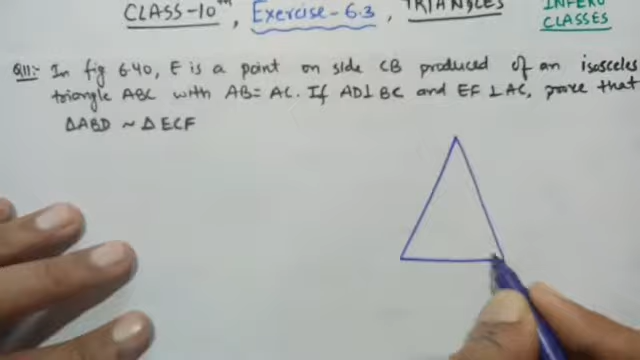 CLASS-10th, Exercise-6.3, TRIANGLES INFERO CLASSES
Q11:- In fig 6.40, E is a point on side CB produced of an isosceles
triangle ABC with AB= AC. If AD⊥BC and EF⊥AC, prove that
ΔABD ~ ΔECF